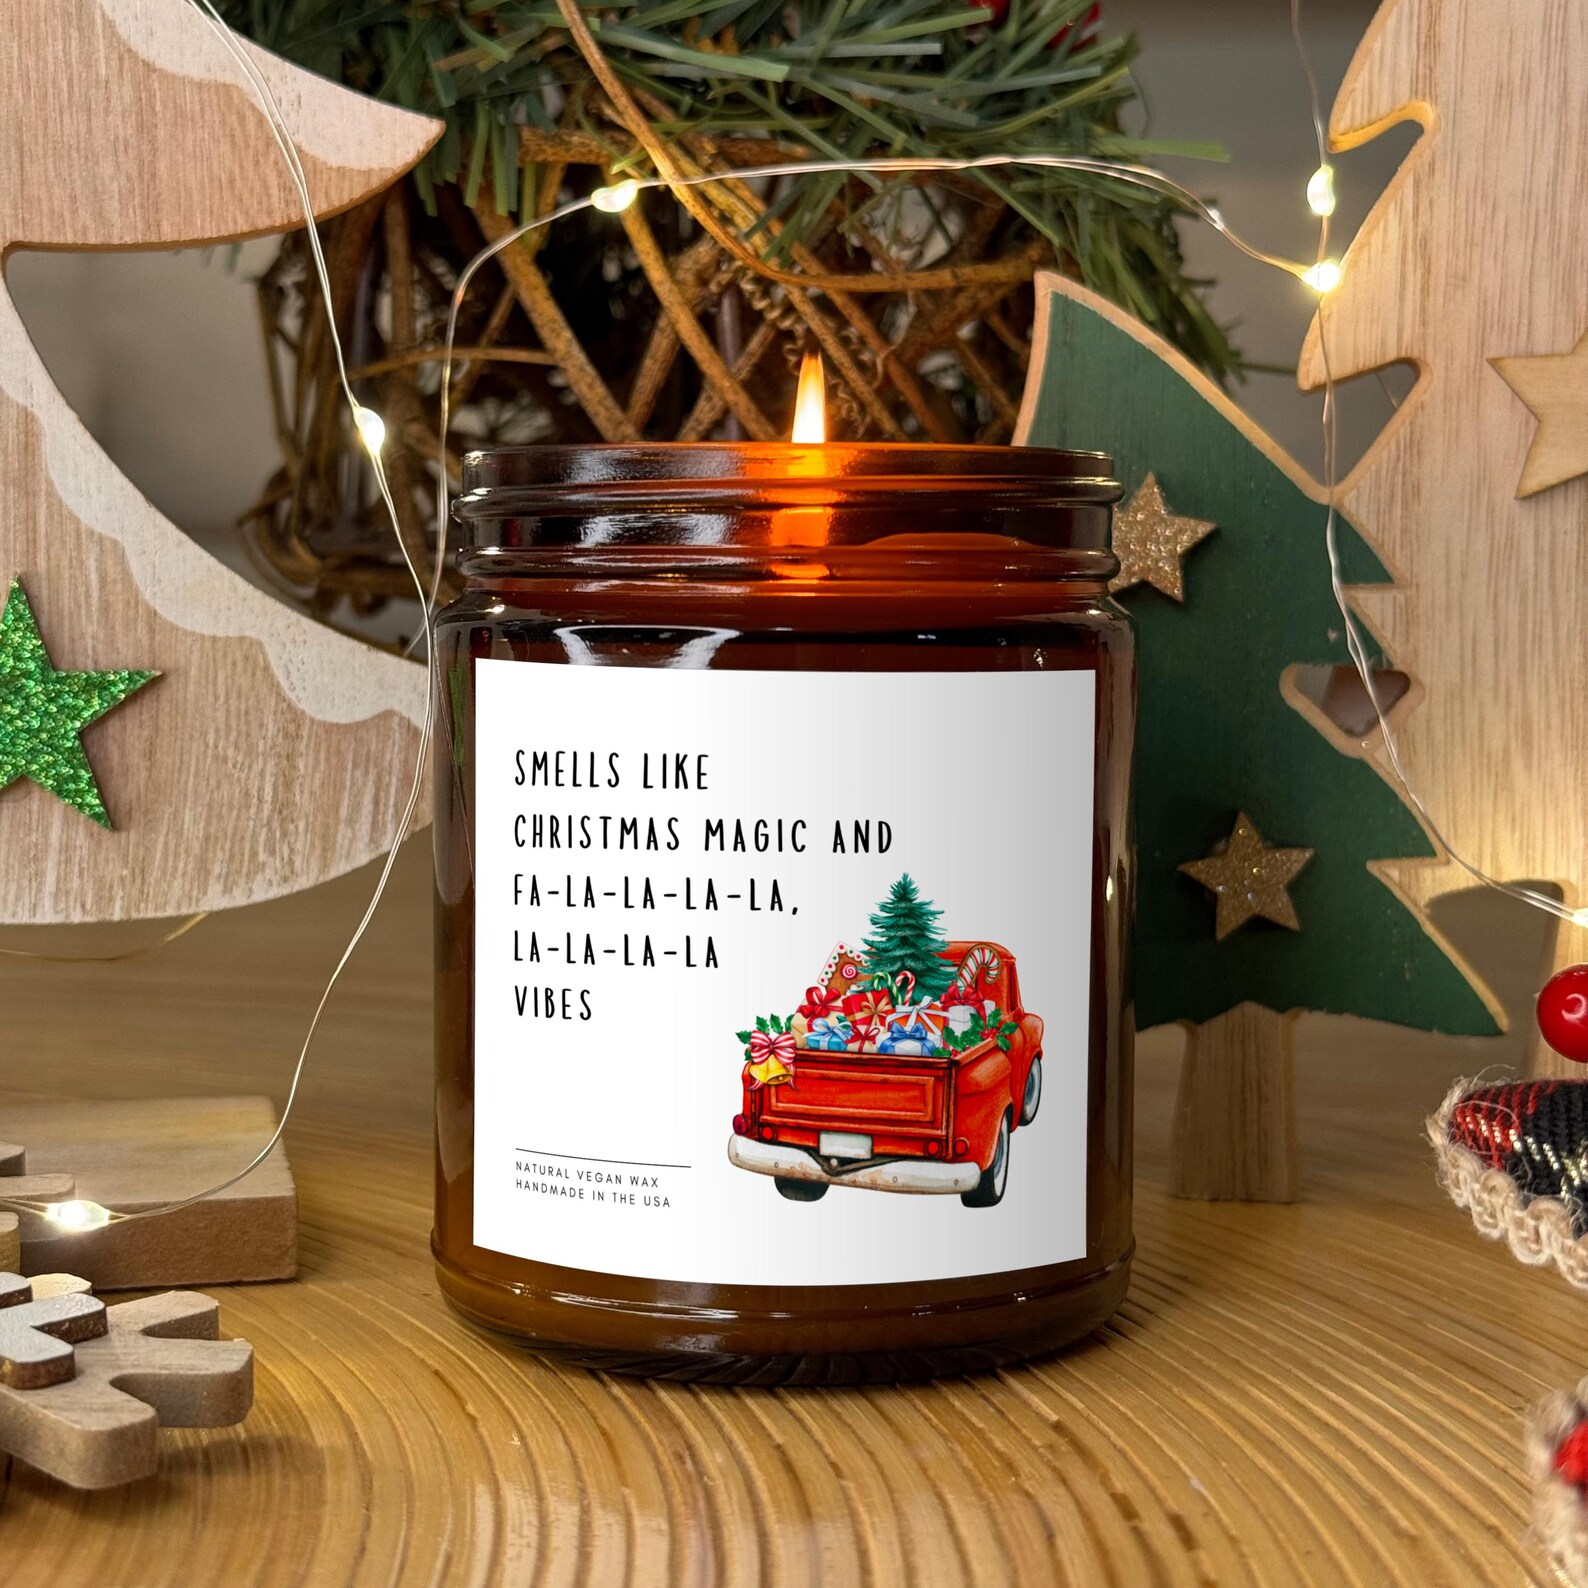 SMELLS LIKE
CHRISTMAS MAGIC AND
FA-LA-LA-LA-LA,
LA-LA-LA-LA
VIBES
NATURAL VEGAN WAX
HANDMADE IN THE USA